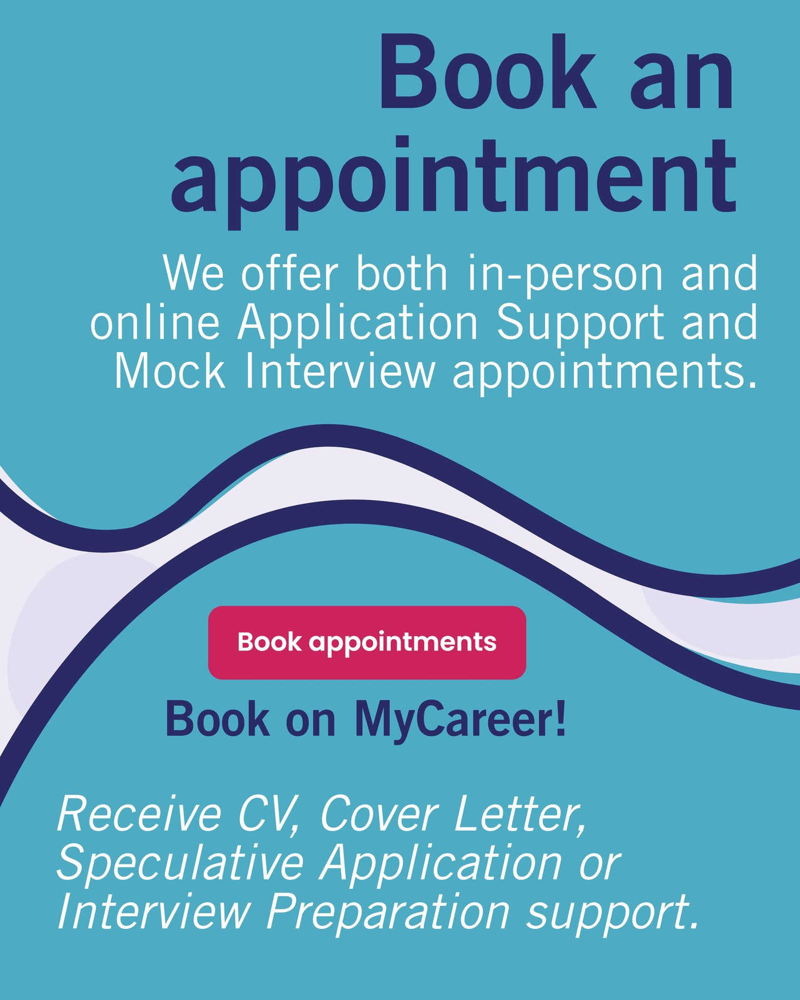 Book an
appointment
We offer both in-person and
online Application Support and
Mock Interview appointments.
Book appointments
Book on MyCareer!
Receive CV, Cover Letter,
Speculative Application or
Interview Preparation support.